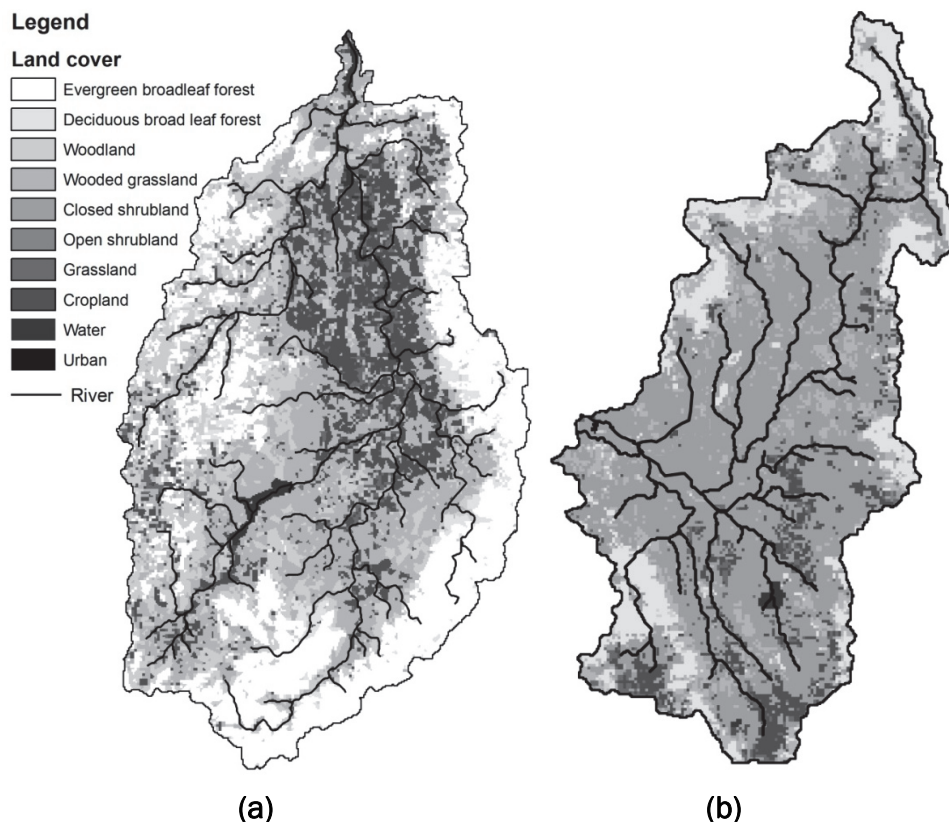 Legend
Land cover
Evergreen broadleaf forest
Deciduous broad leaf forest
Woodland
Wooded grassland
Closed shrubland
Open shrubland
Grassland
Cropland
Water
Urban
River
(a)
(b)